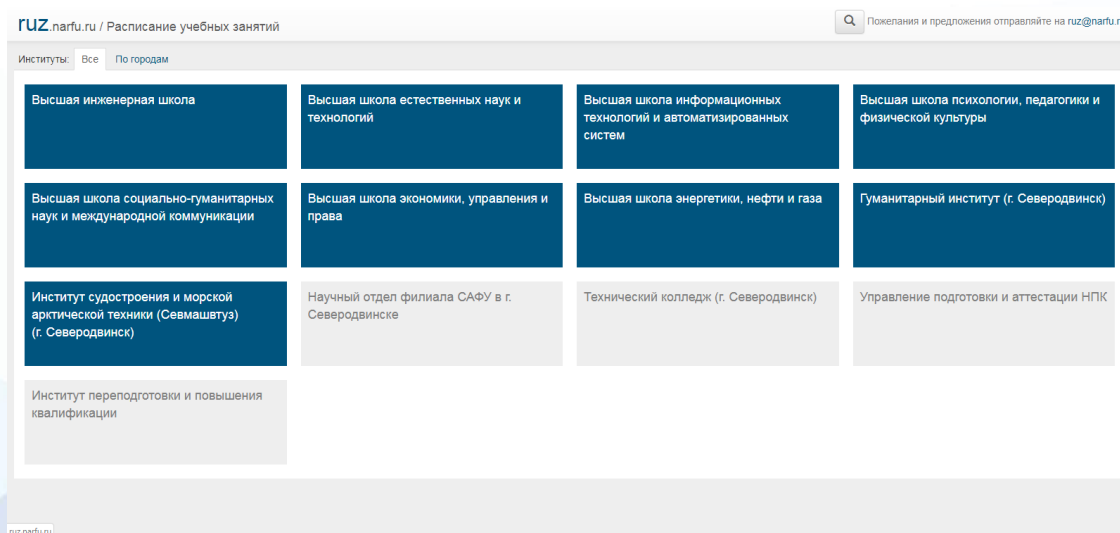 ruz.narfu.ru / Расписание учебных занятий
Пожелания и предложения отправляйте на ruz@narfu.r
Институты: Все По городам
Высшая инженерная школа
Высшая школа естественных наук и
технологий
Высшая школа информационных
технологий и автоматизированных
систем
Высшая школа психологии, педагогики и
физической культуры
Высшая школа социально-гуманитарных
наук и международной коммуникации
Высшая школа экономики, управления и
права
Высшая школа энергетики, нефти и газа
Гуманитарный институт (г. Северодвинск)
Институт судостроения и морской
арктической техники (Севмашвтуз)
(г. Северодвинск)
Научный отдел филиала САФУ в г.
Северодвинске
Технический колледж (г. Северодвинск)
Управление подготовки и аттестации НПК
Институт переподготовки и повышения
квалификации
ruz.narfu.ru